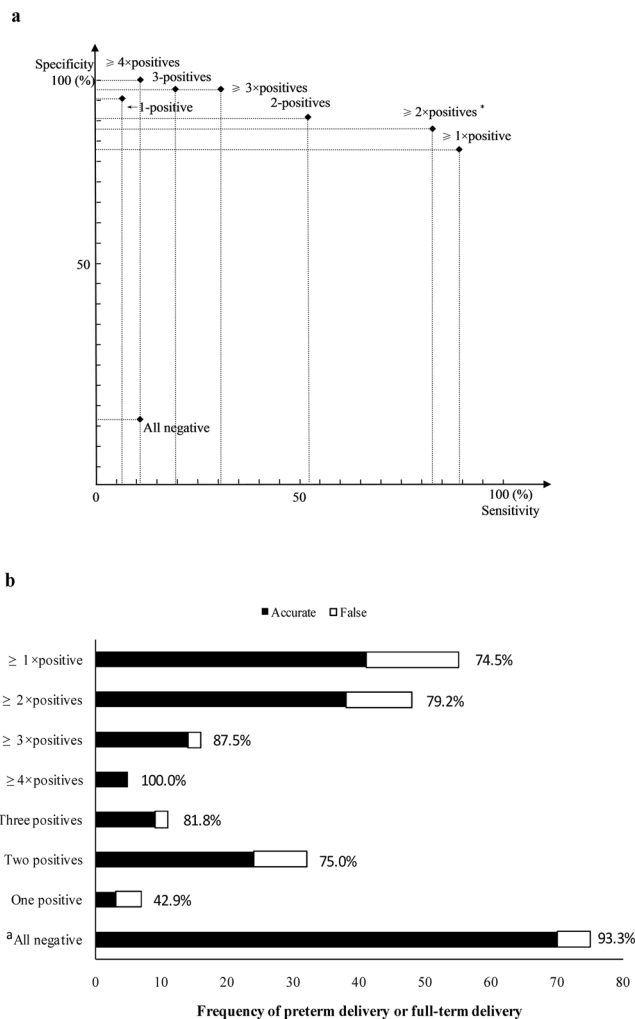 a
Specificity
100 (%)
⩾ 4×positives
3-positives
←1-positive
⩾ 3×positives
2-positives
⩾ 2×positives *
⩾ 1×positive
50
All negative
0
50
100 (%)
Sensitivity
b
■ Accurate □ False
≥ 1×positive 74.5%
≥ 2×positives 79.2%
≥ 3×positives 87.5%
≥4×positives 100.0%
Three positives 81.8%
Two positives 75.0%
One positive 42.9%
aAll negative 93.3%
0 10 20 30 40 50 60 70 80
Frequency of preterm delivery or full-term delivery